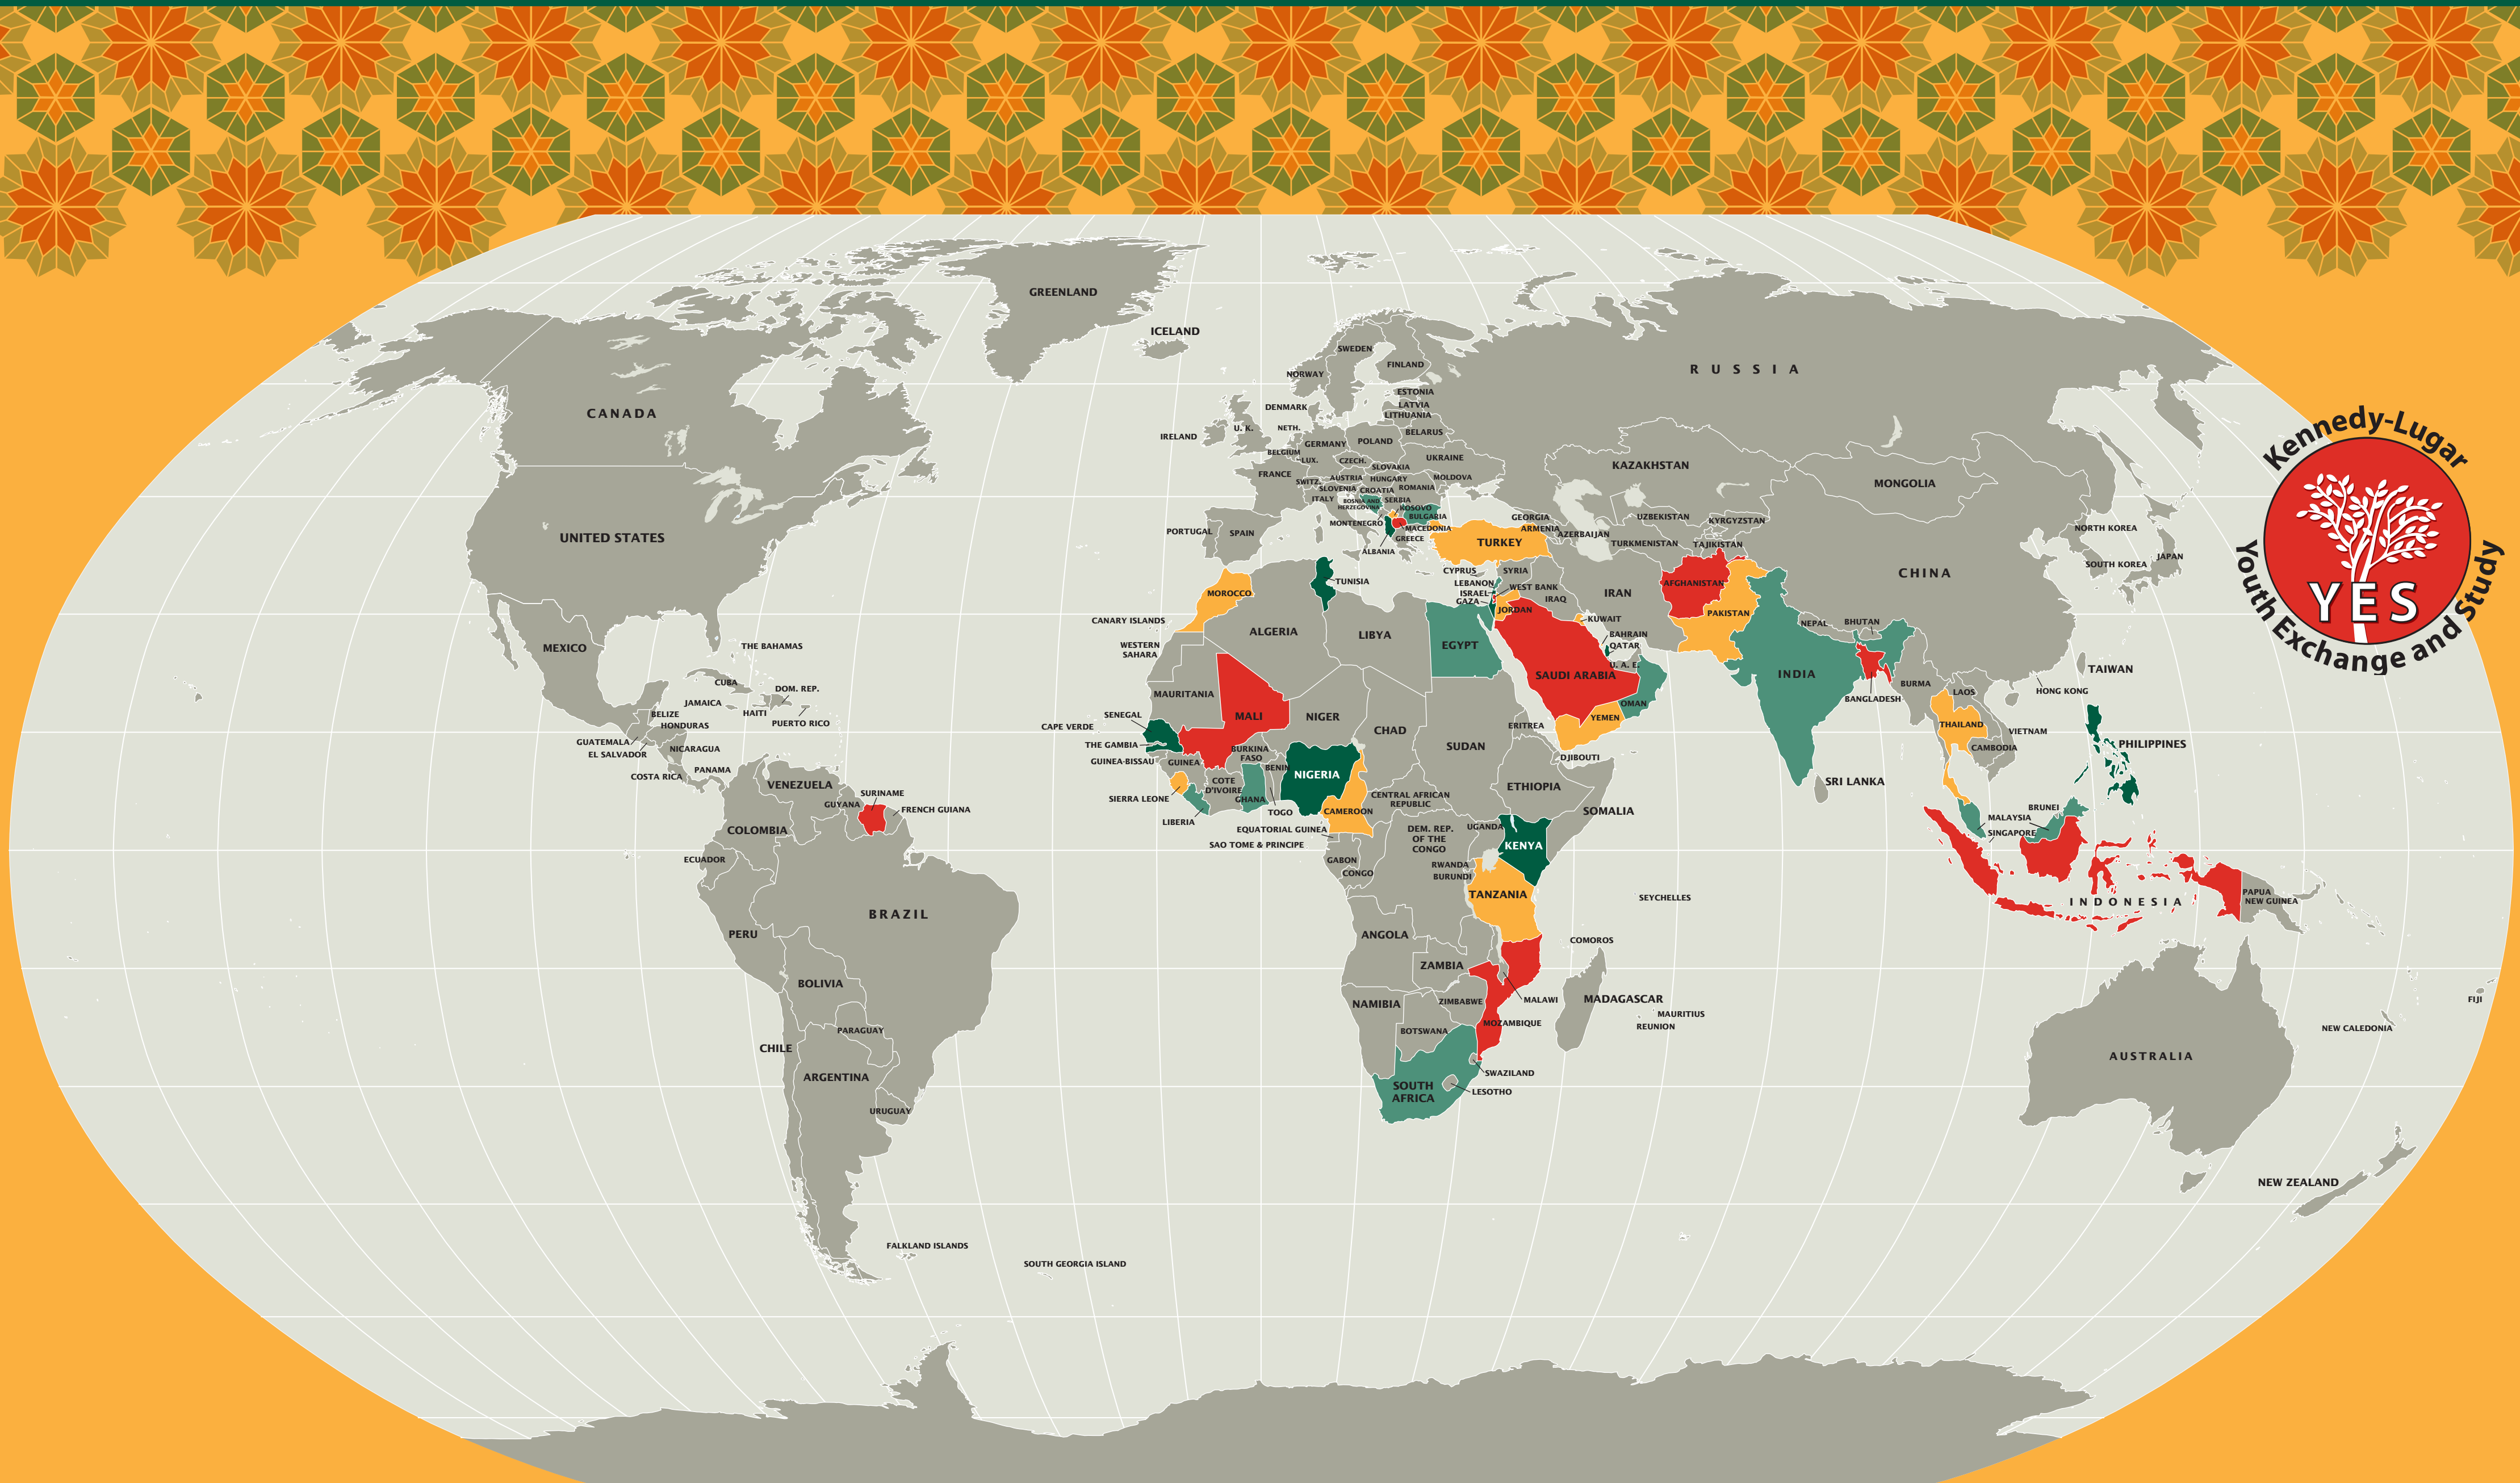 GREENLAND
ICELAND
SWEDEN
FINLAND
NORWAY
RUSSIA
ESTONIA
LATVIA
LITHUANIA
DENMARK
CANADA
U. K.
NETH.
IRELAND
BELARUS
GERMANY
POLAND
BELGIUM
LUX.
CZECH.
SLOVAKIA
UKRAINE
FRANCE
SWITZ.
AUSTRIA
HUNGARY
MOLDOVA
SLOVENIA
CROATIA
ROMANIA
ITALY
BOSNIA AND
HERZEGOVINA
SERBIA
KOSOVO
BULGARIA
MONTENEGRO
MACEDONIA
GREECE
ALBANIA
PORTUGAL
SPAIN
KAZAKHSTAN
MONGOLIA
GEORGIA
ARMENIA
AZERBAIJAN
UZBEKISTAN
KYRGYZSTAN
TURKMENISTAN
TAJIKISTAN
NORTH KOREA
SOUTH KOREA
JAPAN
UNITED STATES
TURKEY
CHINA
CYPRUS
SYRIA
LEBANON
WEST BANK
ISRAEL
GAZA
JORDAN
IRAQ
IRAN
AFGHANISTAN
PAKISTAN
TUNISIA
MOROCCO
CANARY ISLANDS
ALGERIA
LIBYA
EGYPT
KUWAIT
BAHRAIN
QATAR
U. A. E.
SAUDI ARABIA
OMAN
YEMEN
NEPAL
BHUTAN
INDIA
BANGLADESH
BURMA
LAOS
HONG KONG
TAIWAN
THAILAND
VIETNAM
CAMBODIA
PHILIPPINES
SRI LANKA
MEXICO
THE BAHAMAS
CUBA
DOM. REP.
JAMAICA
HAITI
PUERTO RICO
BELIZE
HONDURAS
GUATEMALA
EL SALVADOR
NICARAGUA
COSTA RICA
PANAMA
VENEZUELA
SURINAME
GUYANA
FRENCH GUIANA
COLOMBIA
ECUADOR
BRAZIL
PERU
BOLIVIA
PARAGUAY
CHILE
ARGENTINA
URUGUAY
FALKLAND ISLANDS
SOUTH GEORGIA ISLAND
WESTERN
SAHARA
MAURITANIA
MALI
NIGER
CHAD
SUDAN
ERITREA
DJIBOUTI
SENEGAL
CAPE VERDE
THE GAMBIA
GUINEA-BISSAU
GUINEA
BURKINA
FASO
BENIN
NIGERIA
COTE
D'IVOIRE
GHANA
SIERRA LEONE
LIBERIA
TOGO
CAMEROON
CENTRAL AFRICAN
REPUBLIC
ETHIOPIA
SOMALIA
EQUATORIAL GUINEA
SAO TOME & PRINCIPE
GABON
CONGO
DEM. REP.
OF THE
CONGO
UGANDA
KENYA
RWANDA
BURUNDI
TANZANIA
SEYCHELLES
COMOROS
ANGOLA
ZAMBIA
MALAWI
MADAGASCAR
MAURITIUS
REUNION
NAMIBIA
ZIMBABWE
MOZAMBIQUE
BOTSWANA
SWAZILAND
SOUTH
AFRICA
LESOTHO
BRUNEI
MALAYSIA
SINGAPORE
INDONESIA
PAPUA
NEW GUINEA
FIJI
NEW CALEDONIA
AUSTRALIA
NEW ZEALAND
Kennedy-Lugar
YES
Youth Exchange and Study